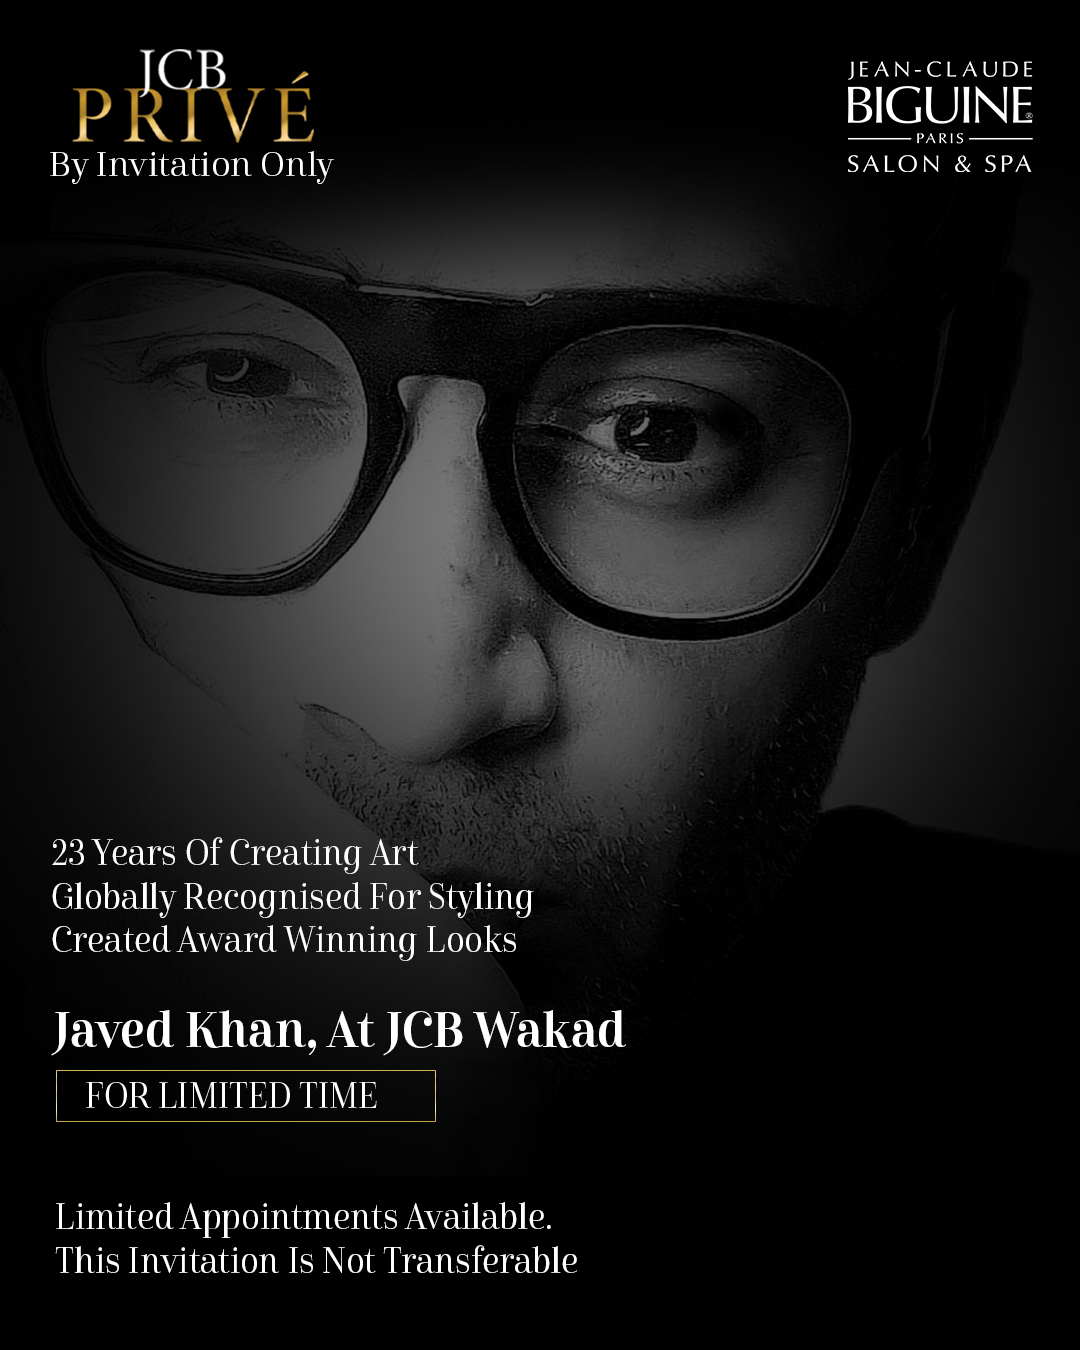 JCB
PRIVÉ
By Invitation Only
JEAN-CLAUDE
BIGUINE®
PARIS
SALON & SPA
23 Years Of Creating Art
Globally Recognised For Styling
Created Award Winning Looks
Javed Khan, At JCB Wakad
FOR LIMITED TIME
Limited Appointments Available.
This Invitation Is Not Transferable